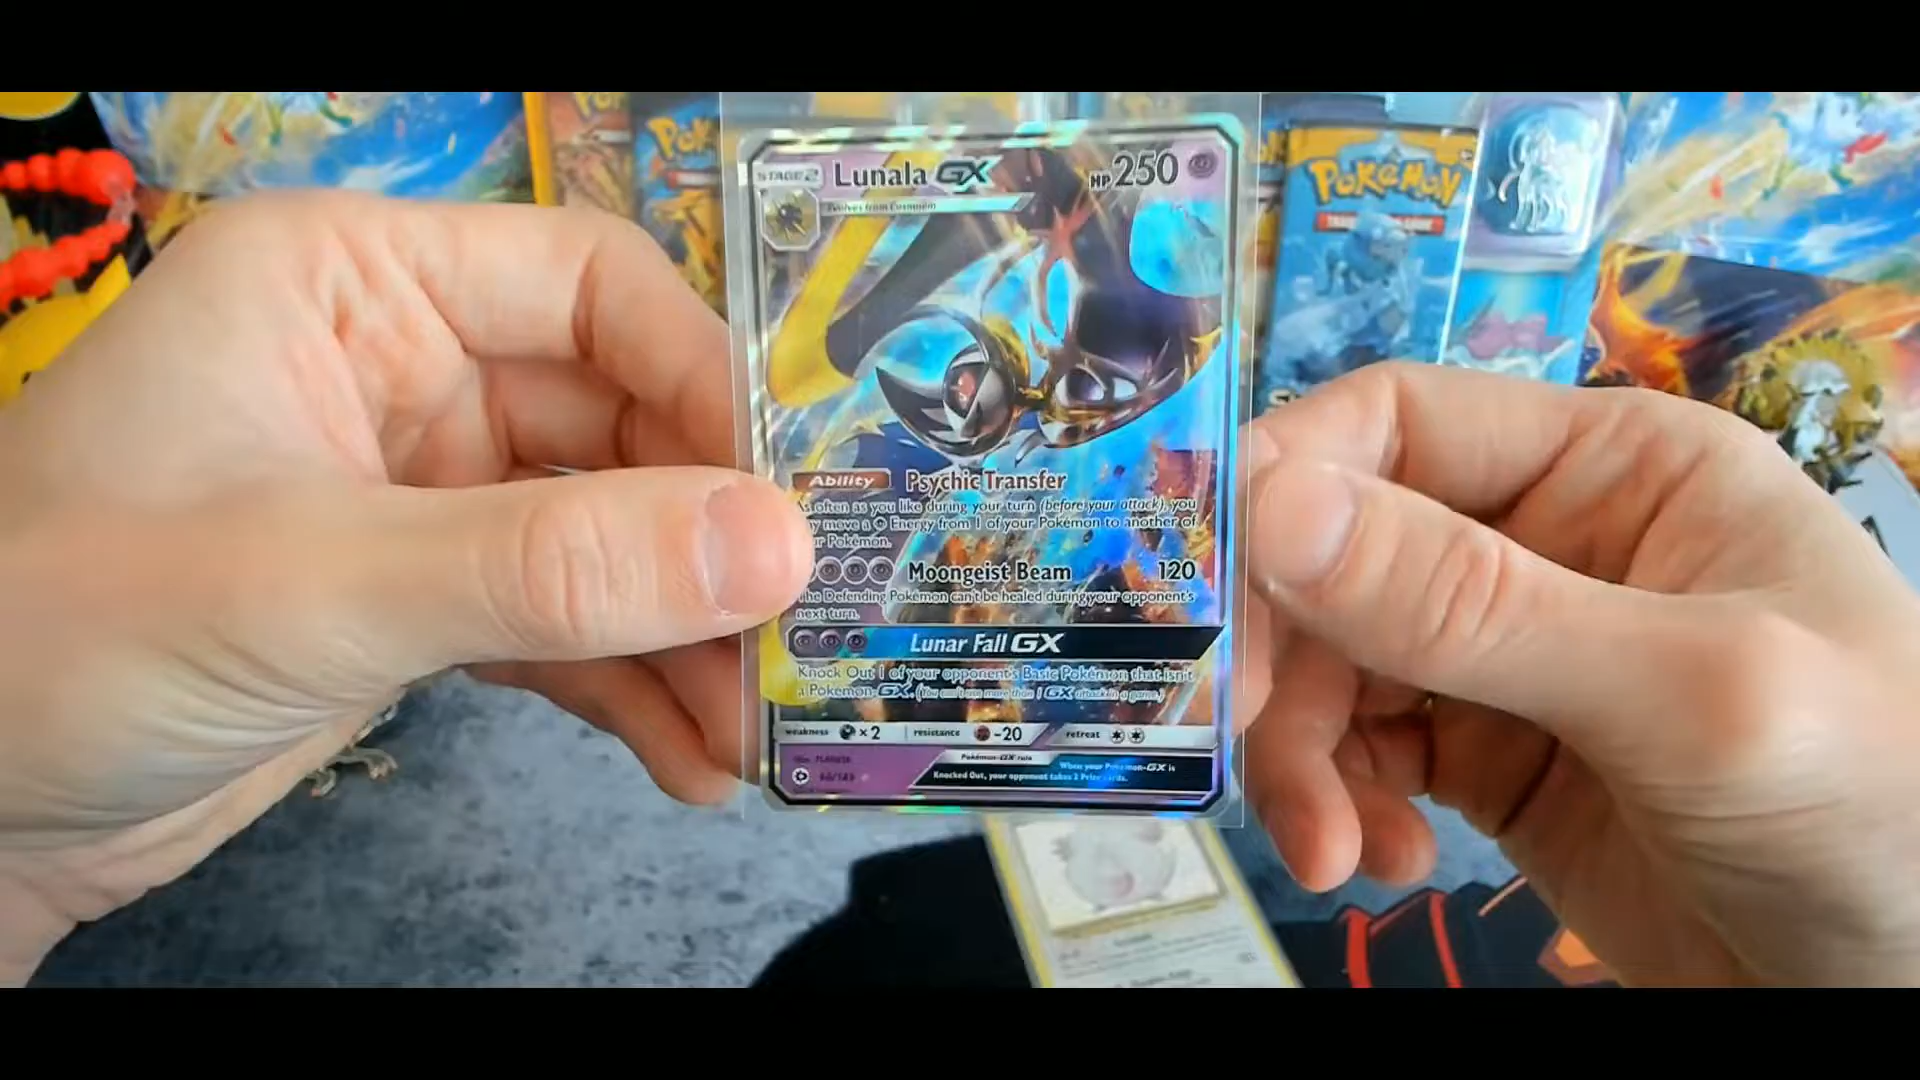 STAGE 2 Lunala GX HP 250
Evolves from Cosmoem
Pokémon
Ability Psychic Transfer
As often as you like during your turn (before your attack), you
move a Energy from 1 of your Pokémon to another of
Pokémon.
Moongeist Beam 120
The Defending Pokémon can't be healed during your opponent's
next turn.
Lunar Fall GX
Knock Out 1 of your opponent's Basic Pokémon that isn't
a Pokémon-GX. (You can't use more than 1 GX attack in a game.)
weakness ×2 resistance -20 retreat
Pokémon-GX rule When your Pokémon-GX is
Knocked Out, your opponent takes 2 Prize
66/149